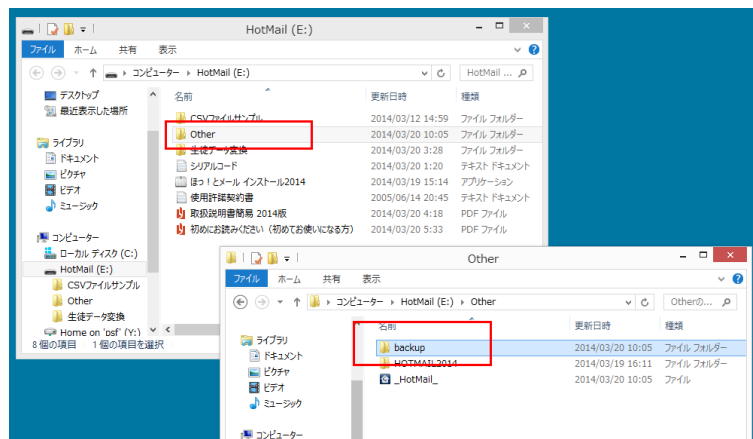 HotMail (E:)
ファイル ホーム 共有 表示
コンピューター HotMail (E:) HotMail ...
デスクトップ
最近表示した場所
ライブラリ
ドキュメント
ピクチャ
ビデオ
ミュージック
コンピューター
ローカル ディスク (C:)
HotMail (E:)
CSVファイルサンプル
Other
生徒データ変換
Home on 'psf' (Y:)
名前 更新日時 種類
CSVファイルサンプル 2014/03/12 14:59 ファイル フォルダー
Other 2014/03/20 10:05 ファイル フォルダー
生徒データ変換 2014/03/20 3:28 ファイル フォルダー
シリアルコード 2014/03/20 1:20 テキスト ドキュメント
ほっ！とメール インストール2014 2014/03/19 15:14 アプリケーション
使用許諾契約書 2005/06/14 20:45 テキスト ドキュメント
取扱説明書簡易 2014版 2014/03/20 4:18 PDF ファイル
初めにお読みください（初めてお使いになる方） 2014/03/20 5:33 PDF ファイル
8 個の項目 1 個の項目を選択
Other
ファイル ホーム 共有 表示
コンピューター HotMail (E:) Other Otherの...
ライブラリ
ドキュメント
ピクチャ
ビデオ
ミュージック
コンピューター
名前 更新日時 種類
backup 2014/03/20 10:05 ファイル フォルダー
HOTMAIL2014 2014/03/19 16:11 ファイル フォルダー
_HotMail_ 2014/03/20 10:05 ファイル